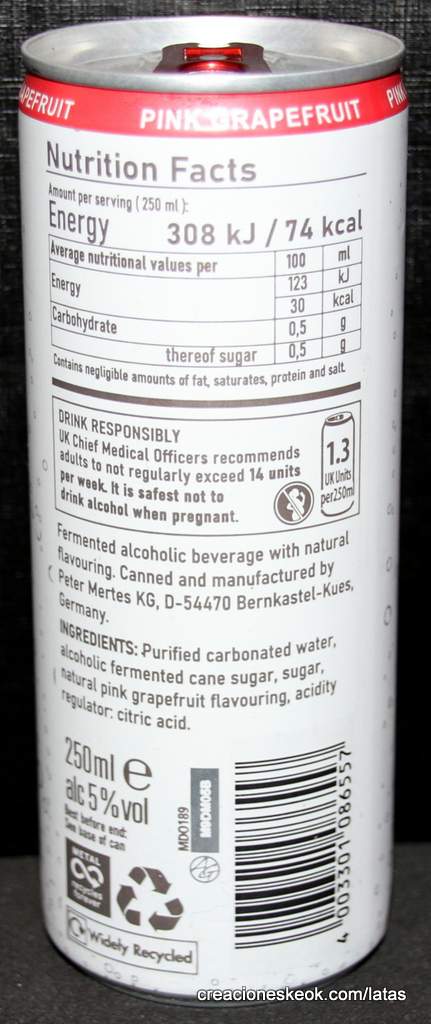 APEFRUIT PINK GRAPEFRUIT PINK
Nutrition Facts
Amount per serving (250 ml):
Energy 308 kJ / 74 kcal
Average nutritional values per 100 ml
Energy 123 kJ
30 kcal
Carbohydrate 0,5 g
thereof sugar 0,5 g
Contains negligible amounts of fat, saturates, protein and salt.
DRINK RESPONSIBLY
UK Chief Medical Officers recommends
adults to not regularly exceed 14 units
per week. It is safest not to
drink alcohol when pregnant.
1.3
UK Units
per250ml
Fermented alcoholic beverage with natural
flavouring. Canned and manufactured by
Peter Mertes KG, D-54470 Bernkastel-Kues,
Germany.
INGREDIENTS: Purified carbonated water,
alcoholic fermented cane sugar, sugar,
natural pink grapefruit flavouring, acidity
regulator: citric acid.
250ml e
alc 5%vol
Best before end:
See base of can
MDO189
METAL
recycles
forever
Widely Recycled
4 003301 086557
creacioneskeok.com/latas